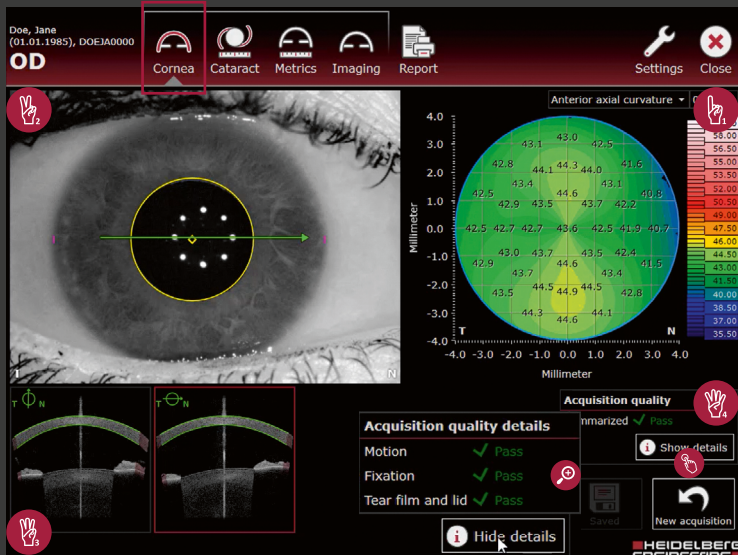 Doe, Jane
(01.01.1985), DOEJA0000
OD
Cornea
Cataract
Metrics
Imaging
Report
Settings
Close
2
Anterior axial curvature
1
Millimeter
4.0
3.0
2.0
1.0
0.0
-1.0
-2.0
-3.0
-4.0
43.0
43.1 42.5
42.8 44.1 44.3 44.0 41.6
43.4 43.1
42.5 44.6 40.8
42.9 43.5 43.7 42.2
42.5 42.7 42.7 43.6 42.5 41.9 40.7
43.0 43.7 43.5 42.4
42.9 44.6 41.5
43.7 43.4
43.5 44.5 44.9 44.5 42.8
44.3 44.1
44.6
T N
-4.0 -3.0 -2.0 -1.0 0.0 1.0 2.0 3.0 4.0
Millimeter
58.00
56.50
55.00
53.50
52.00
50.50
49.00
47.50
46.00
44.50
43.00
41.50
40.00
38.50
37.00
35.50
T N
T N
T N
3
Acquisition quality
mmarized Pass
4
Show details
Acquisition quality details
Motion Pass
Fixation Pass
Tear film and lid Pass
Hide details
Saved
New acquisition
HEIDELBERG
ENGINEERING